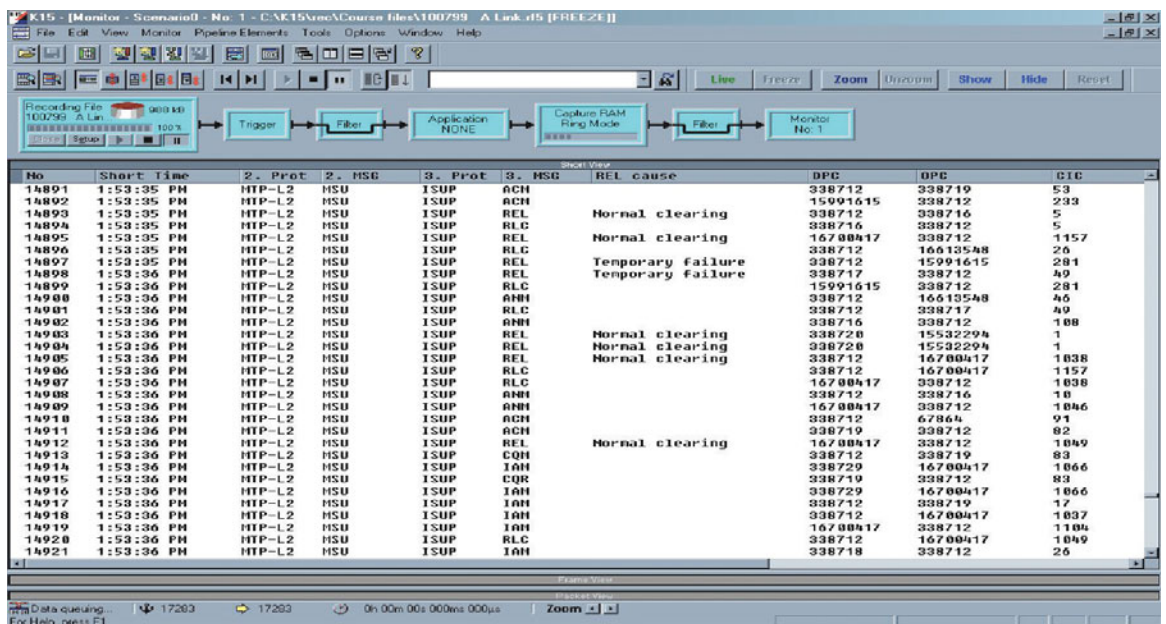 K15 - [Monitor - Scenario0 - No: 1 - C:\K15\rec\Course files\100799 A Link.rf5 [FREEZE]]
File Edit View Monitor Pipeline Elements Tools Options Window Help
Live Freeze Zoom Unzoom Show Hide Reset
Recording File
100799 A Lin
988 kB
100%
Setup
Trigger
Filter
Application
NONE
Capture RAM
Ring Mode
Filter
Monitor
No: 1
Short View
No Short Time 2. Prot 2. MSG 3. Prot 3. MSG REL cause DPC OPC CIC
14891 1:53:35 PM MTP-L2 MSU ISUP ACM 338712 338719 53
14892 1:53:35 PM MTP-L2 MSU ISUP ACM 15991615 338712 233
14893 1:53:35 PM MTP-L2 MSU ISUP REL Normal clearing 338712 338716 5
14894 1:53:35 PM MTP-L2 MSU ISUP RLC 338716 338712 5
14895 1:53:35 PM MTP-L2 MSU ISUP REL Normal clearing 16700417 338712 1157
14896 1:53:35 PM MTP-L2 MSU ISUP RLC 338712 16613548 26
14897 1:53:35 PM MTP-L2 MSU ISUP REL Temporary failure 338712 15991615 281
14898 1:53:36 PM MTP-L2 MSU ISUP REL Temporary failure 338717 338712 49
14899 1:53:36 PM MTP-L2 MSU ISUP RLC 15991615 338712 281
14900 1:53:36 PM MTP-L2 MSU ISUP ANM 338712 16613548 46
14901 1:53:36 PM MTP-L2 MSU ISUP RLC 338712 338717 49
14902 1:53:36 PM MTP-L2 MSU ISUP ANM 338716 338712 108
14903 1:53:36 PM MTP-L2 MSU ISUP REL Normal clearing 338720 15532294 1
14904 1:53:36 PM MTP-L2 MSU ISUP REL Normal clearing 338720 15532294 1
14905 1:53:36 PM MTP-L2 MSU ISUP REL Normal clearing 338712 16700417 1038
14906 1:53:36 PM MTP-L2 MSU ISUP RLC 338712 16700417 1157
14907 1:53:36 PM MTP-L2 MSU ISUP RLC 16700417 338712 1038
14908 1:53:36 PM MTP-L2 MSU ISUP ANM 338712 338716 10
14909 1:53:36 PM MTP-L2 MSU ISUP ANM 16700417 338712 1046
14910 1:53:36 PM MTP-L2 MSU ISUP ACM 338712 67864 91
14911 1:53:36 PM MTP-L2 MSU ISUP ACM 338719 338712 82
14912 1:53:36 PM MTP-L2 MSU ISUP REL Normal clearing 16700417 338712 1049
14913 1:53:36 PM MTP-L2 MSU ISUP CQM 338712 338719 83
14914 1:53:36 PM MTP-L2 MSU ISUP IAM 338729 16700417 1066
14915 1:53:36 PM MTP-L2 MSU ISUP CQR 338719 338712 83
14916 1:53:36 PM MTP-L2 MSU ISUP IAM 338729 16700417 1066
14917 1:53:36 PM MTP-L2 MSU ISUP IAM 338712 338719 17
14918 1:53:36 PM MTP-L2 MSU ISUP IAM 338712 16700417 1037
14919 1:53:36 PM MTP-L2 MSU ISUP IAM 16700417 338712 1104
14920 1:53:36 PM MTP-L2 MSU ISUP RLC 338712 16700417 1049
14921 1:53:36 PM MTP-L2 MSU ISUP IAM 338718 338712 26
Frame View
Packet View
Data queuing... 17283 17283 0h 00m 00s 000ms 000µs Zoom
For Help, press F1